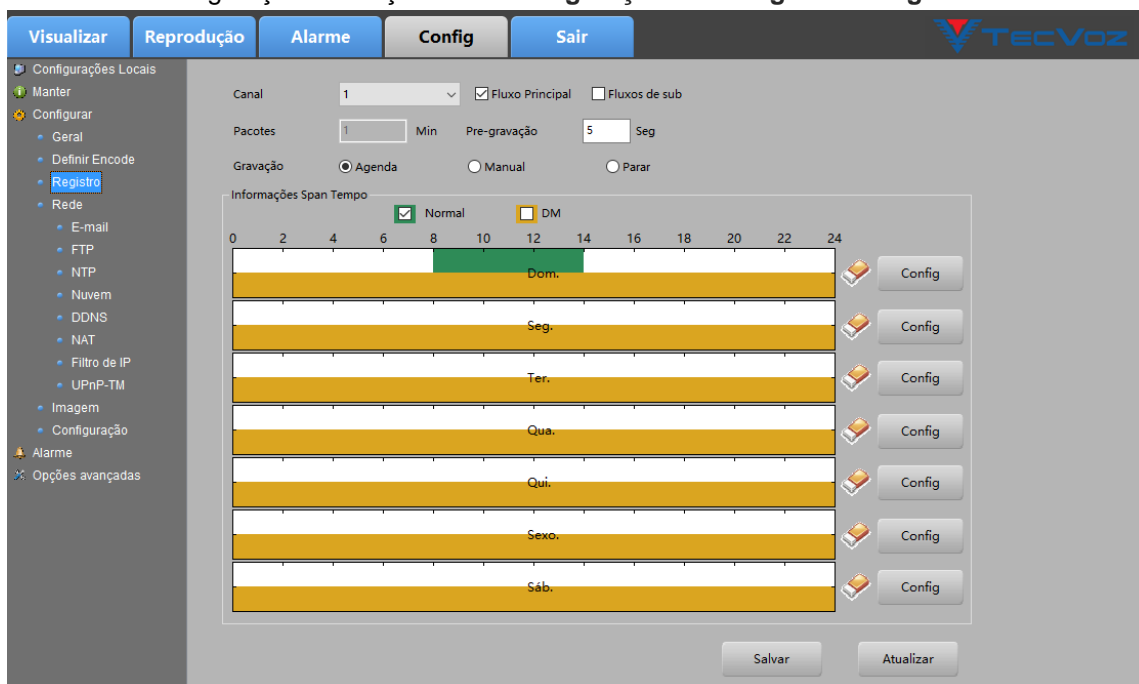 Visualizar Reprodução Alarme Config Sair TecVoz
Configurações Locais
Manter
Configurar
Geral
Definir Encode
Registro
Rede
E-mail
FTP
NTP
Nuvem
DDNS
NAT
Filtro de IP
UPnP-TM
Imagem
Configuração
Alarme
Opções avançadas
Canal 1 Fluxo Principal Fluxos de sub
Pacotes 1 Min Pre-gravação 5 Seg
Gravação Agenda Manual Parar
Informações Span Tempo
Normal DM
0 2 4 6 8 10 12 14 16 18 20 22 24
Dom. Config
Seg. Config
Ter. Config
Qua. Config
Qui. Config
Sexo. Config
Sáb. Config
Salvar Atualizar